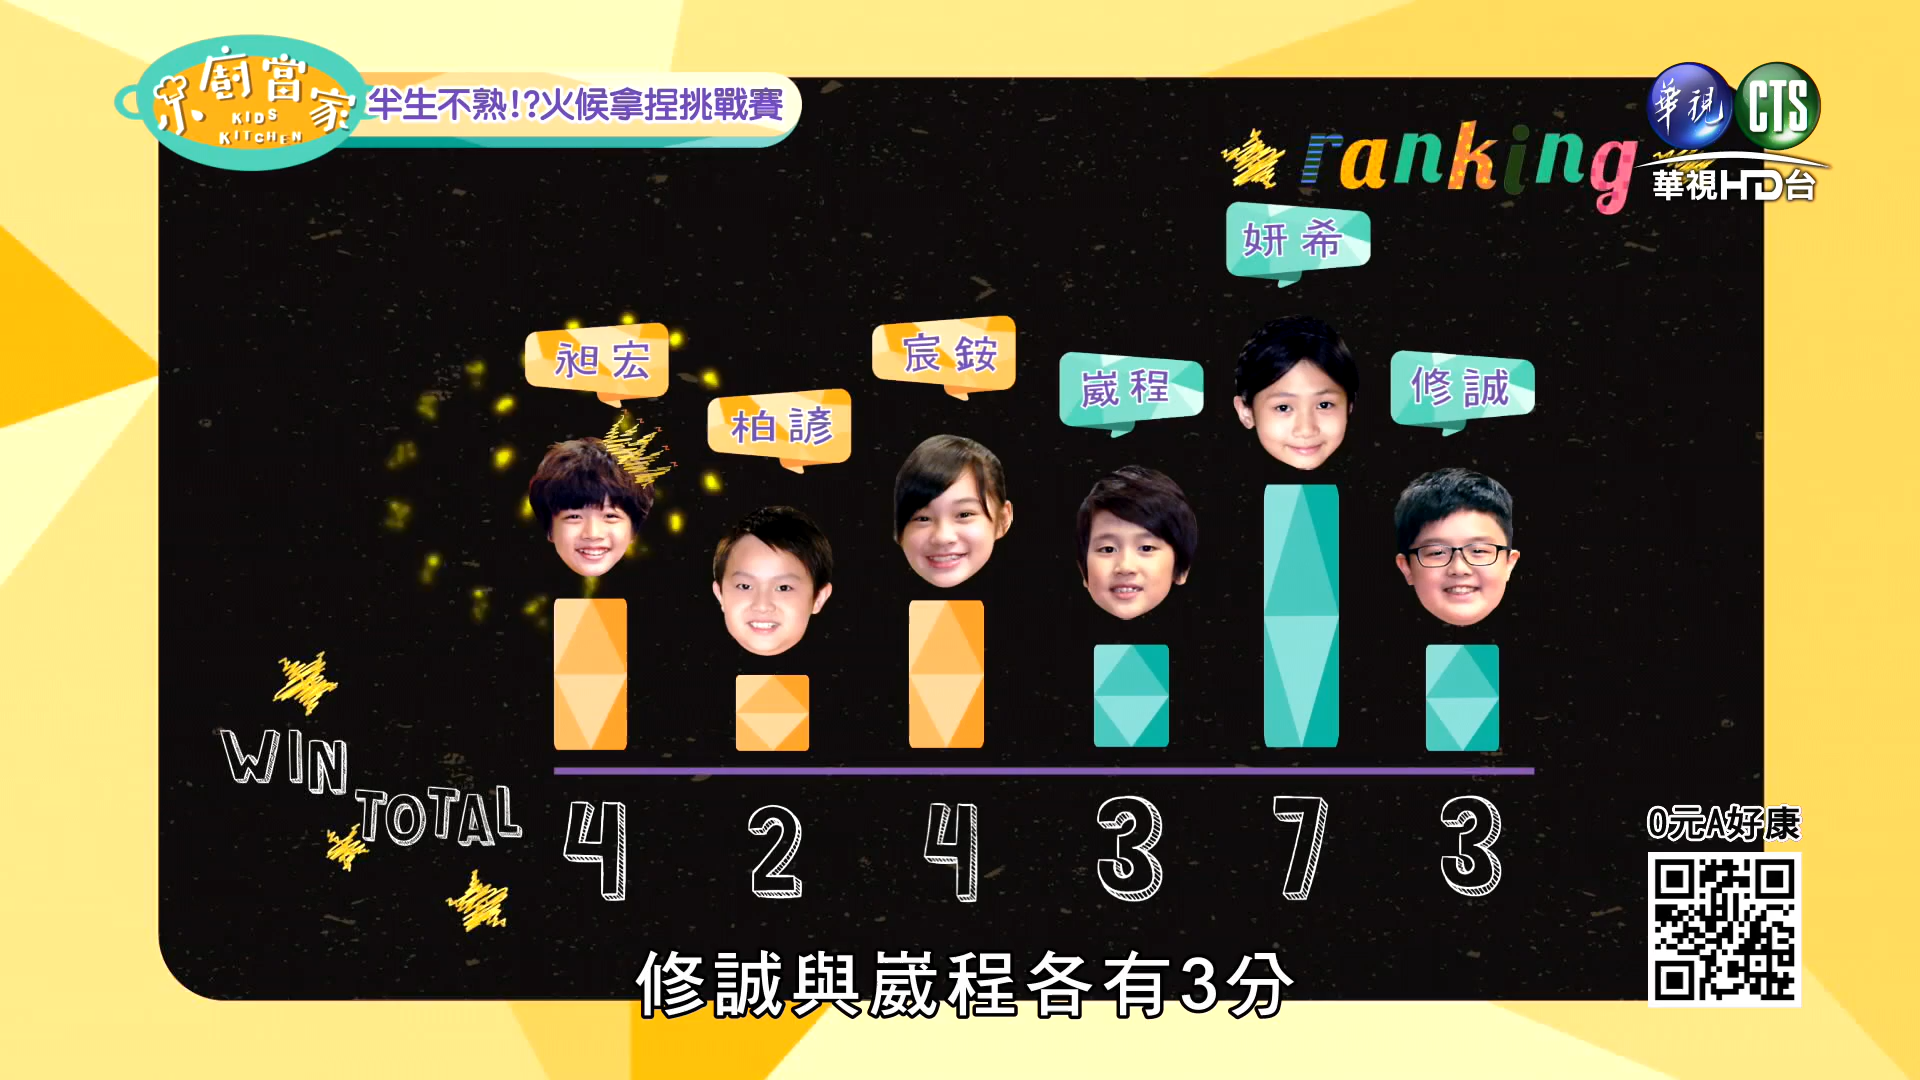 廚當家
KIDS
KITCHEN
半生不熟!?火候拿捏挑戰賽
華視
CTS
華視HD台
ranking
妍希
昶宏
宸銨
崴程
修誠
柏諺
WIN
TOTAL
4 2 4 3 7 3
0元A好康
修誠與崴程各有3分